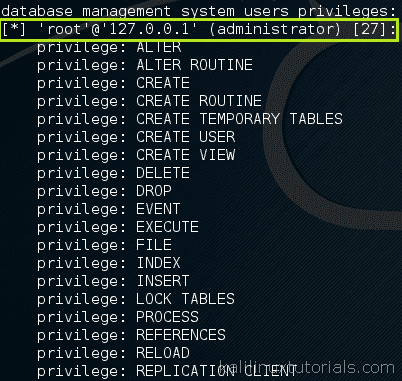 database management system users privileges:
[*] 'root'@'127.0.0.1' (administrator) [27]:
privilege: ALTER
privilege: ALTER ROUTINE
privilege: CREATE
privilege: CREATE ROUTINE
privilege: CREATE TEMPORARY TABLES
privilege: CREATE USER
privilege: CREATE VIEW
privilege: DELETE
privilege: DROP
privilege: EVENT
privilege: EXECUTE
privilege: FILE
privilege: INDEX
privilege: INSERT
privilege: LOCK TABLES
privilege: PROCESS
privilege: REFERENCES
privilege: RELOAD
privilege: REPLICATION CLIENT
kalilinuxtutorials.com